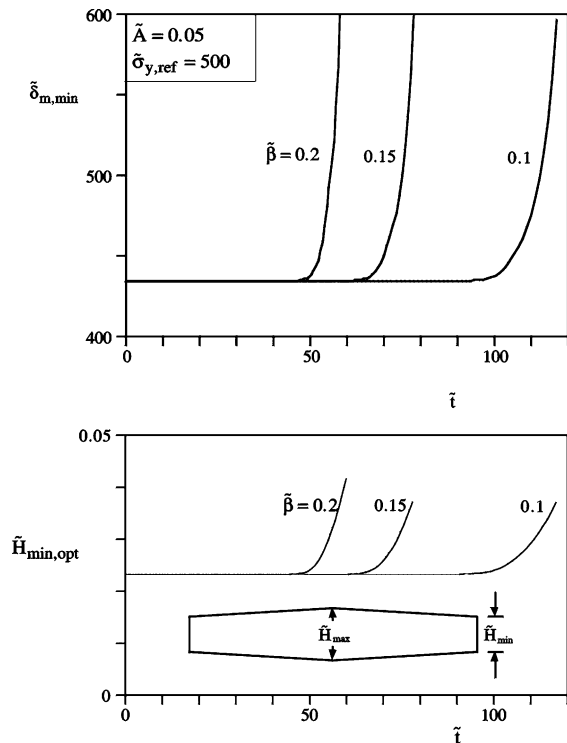 600
Ã = 0.05
σ̃y,ref = 500
δ̃m,min
β̃ = 0.2
0.15
0.1
500
400
0
50
100
t̃
0.05
β̃ = 0.2
0.15
0.1
H̃min,opt
H̃max
H̃min
0
0
50
100
t̃